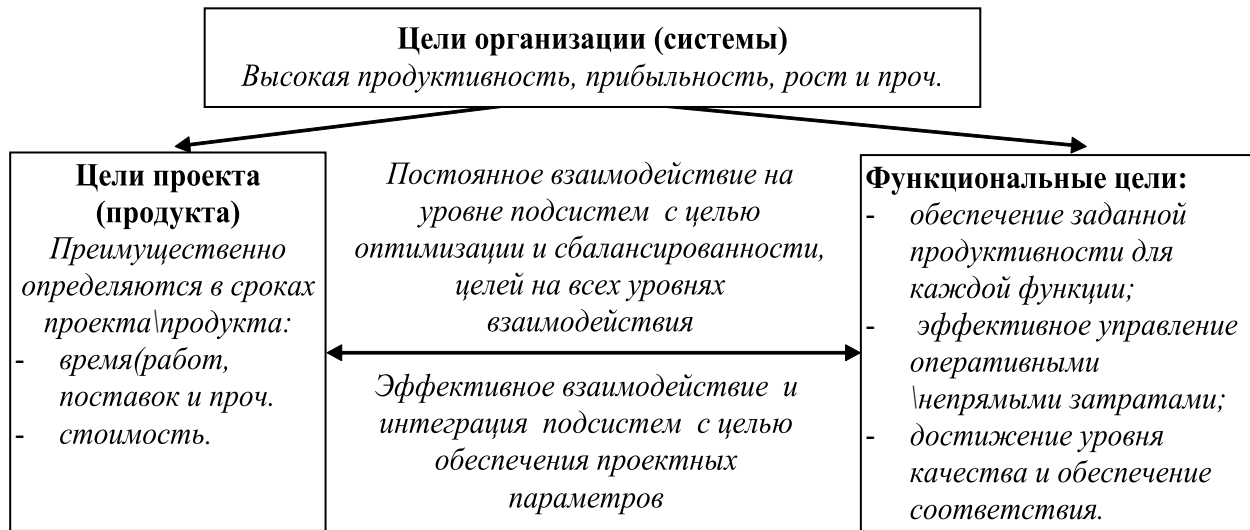 Цели организации (системы)
Высокая продуктивность, прибыльность, рост и проч.
Цели проекта
(продукта)
Преимущественно
определяются в сроках
проекта\продукта:
- время(работ,
поставок и проч.
- стоимость.
Постоянное взаимодействие на
уровне подсистем с целью
оптимизации и сбалансированности,
целей на всех уровнях
взаимодействия
Эффективное взаимодействие и
интеграция подсистем с целью
обеспечения проектных
параметров
Функциональные цели:
- обеспечение заданной
продуктивности для
каждой функции;
- эффективное управление
оперативными
\непрямыми затратами;
- достижение уровня
качества и обеспечение
соответствия.